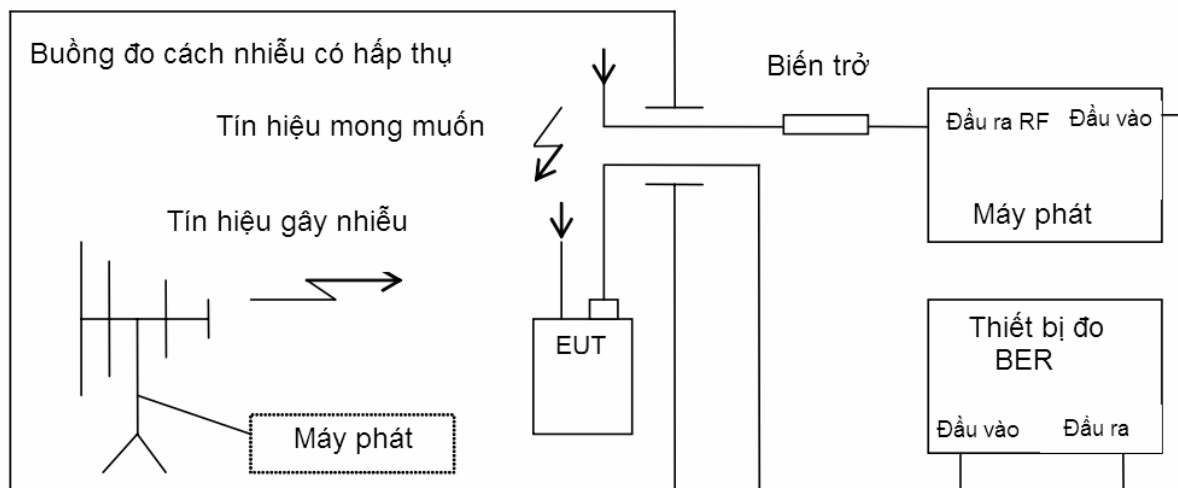 Buồng đo cách nhiễu có hấp thụ
Biến trở
Tín hiệu mong muốn
Đầu ra RF
Đầu vào
Máy phát
Tín hiệu gây nhiễu
EUT
Thiết bị đo
BER
Máy phát
Đầu vào
Đầu ra